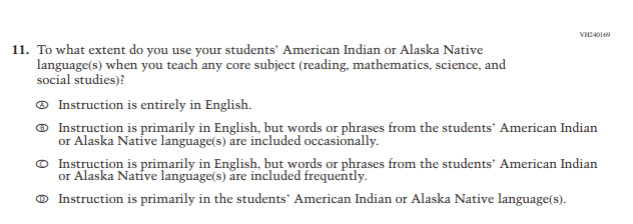 VH240169
11. To what extent do you use your students' American Indian or Alaska Native
language(s) when you teach any core subject (reading, mathematics, science, and
social studies)?
Ⓐ Instruction is entirely in English.
Ⓑ Instruction is primarily in English, but words or phrases from the students' American Indian
or Alaska Native language(s) are included occasionally.
Ⓒ Instruction is primarily in English, but words or phrases from the students' American Indian
or Alaska Native language(s) are included frequently.
Ⓓ Instruction is primarily in the students' American Indian or Alaska Native language(s).